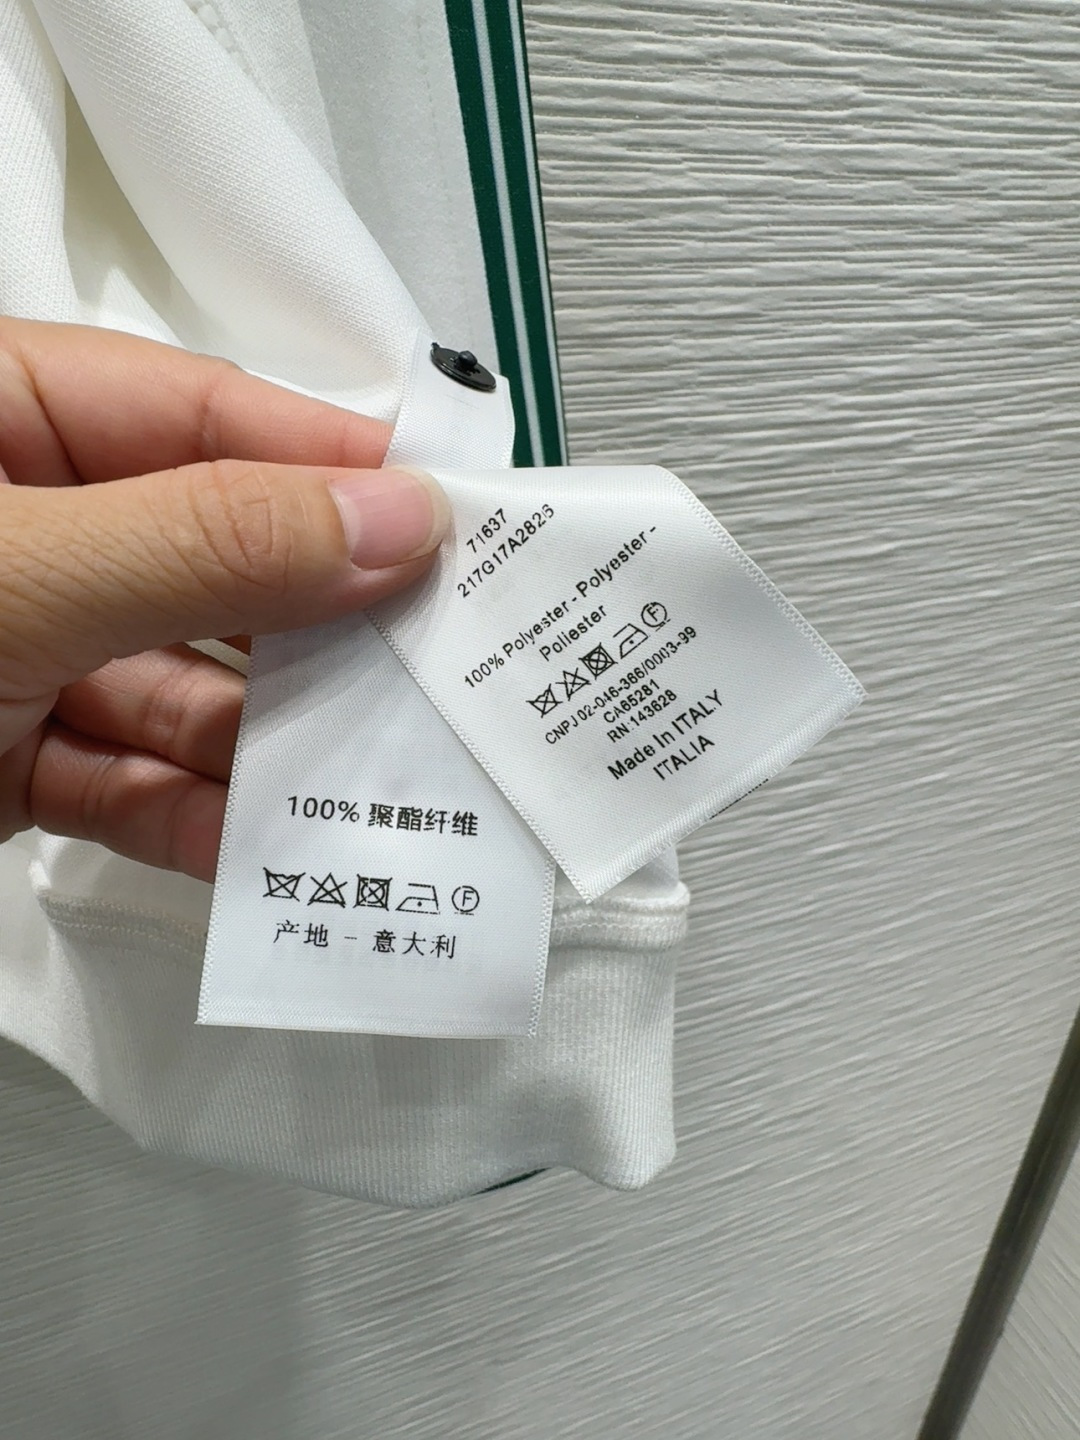 71637
217G17A2826
100% Polyester - Polyester -
Poliester
F
CNPJ 02-046-366/0003-99
CA65281
RN:143628
Made In ITALY
ITALIA
100% 聚酯纤维
F
产地 - 意大利